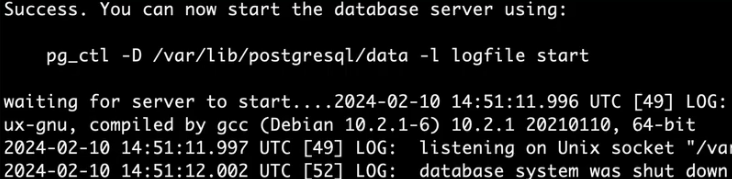 Success. You can now start the database server using:
pg_ctl -D /var/lib/postgresql/data -l logfile start
waiting for server to start....2024-02-10 14:51:11.996 UTC [49] LOG:
ux-gnu, compiled by gcc (Debian 10.2.1-6) 10.2.1 20210110, 64-bit
2024-02-10 14:51:11.997 UTC [49] LOG:  listening on Unix socket "/var
2024-02-10 14:51:12.002 UTC [52] LOG:  database system was shut down